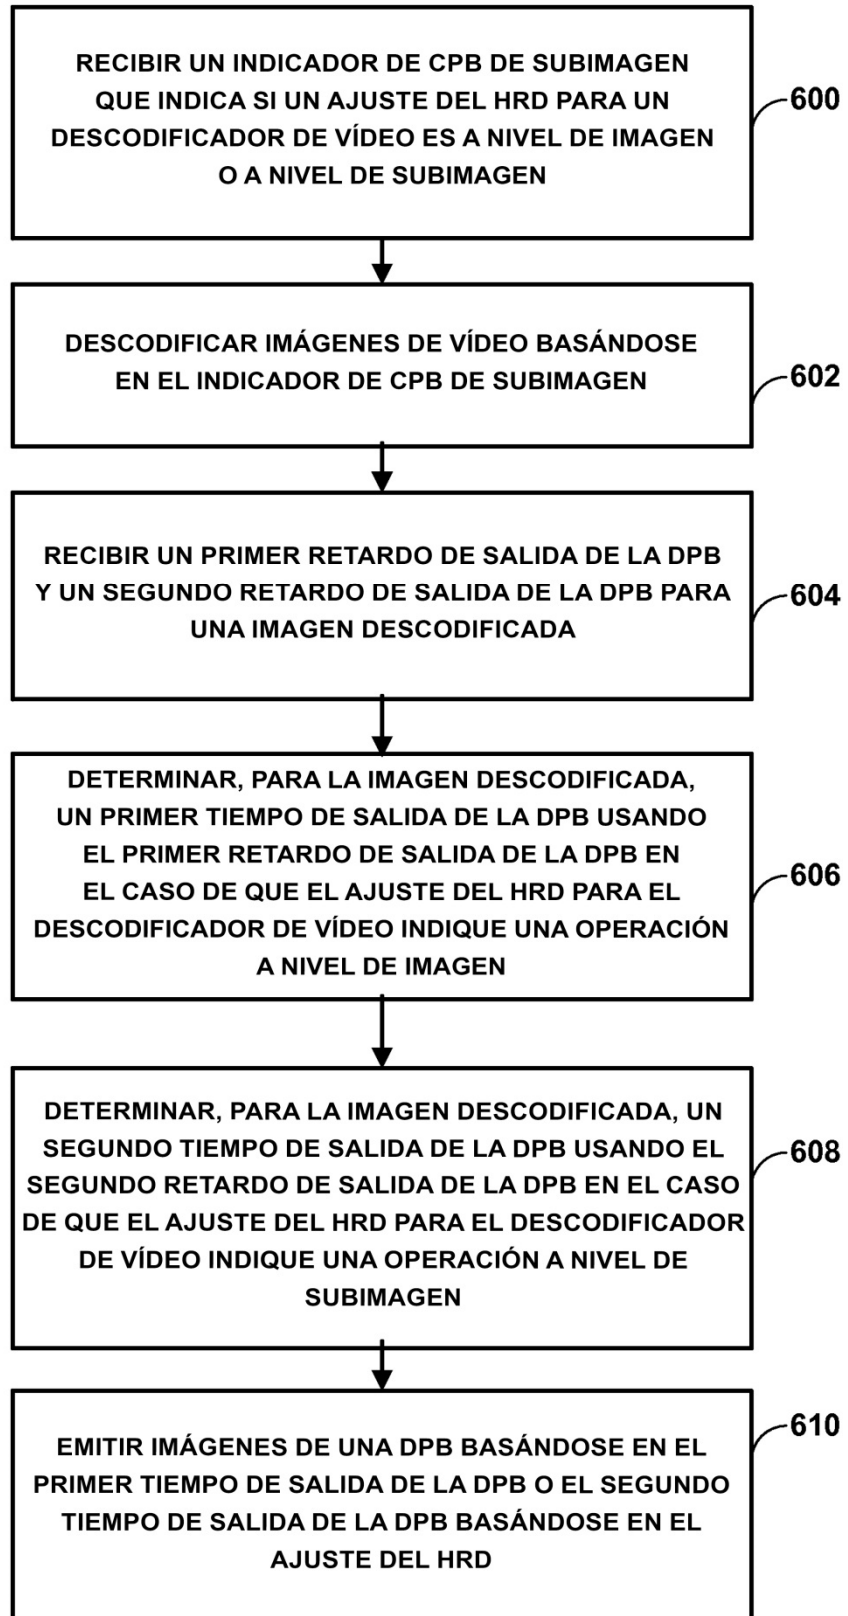 RECIBIR UN INDICADOR DE CPB DE SUBIMAGEN
QUE INDICA SI UN AJUSTE DEL HRD PARA UN
DESCODIFICADOR DE VÍDEO ES A NIVEL DE IMAGEN
O A NIVEL DE SUBIMAGEN
600
DESCODIFICAR IMÁGENES DE VÍDEO BASÁNDOSE
EN EL INDICADOR DE CPB DE SUBIMAGEN
602
RECIBIR UN PRIMER RETARDO DE SALIDA DE LA DPB
Y UN SEGUNDO RETARDO DE SALIDA DE LA DPB PARA
UNA IMAGEN DESCODIFICADA
604
DETERMINAR, PARA LA IMAGEN DESCODIFICADA,
UN PRIMER TIEMPO DE SALIDA DE LA DPB USANDO
EL PRIMER RETARDO DE SALIDA DE LA DPB EN
EL CASO DE QUE EL AJUSTE DEL HRD PARA EL
DESCODIFICADOR DE VÍDEO INDIQUE UNA OPERACIÓN
A NIVEL DE IMAGEN
606
DETERMINAR, PARA LA IMAGEN DESCODIFICADA, UN
SEGUNDO TIEMPO DE SALIDA DE LA DPB USANDO EL
SEGUNDO RETARDO DE SALIDA DE LA DPB EN EL CASO
DE QUE EL AJUSTE DEL HRD PARA EL DESCODIFICADOR
DE VÍDEO INDIQUE UNA OPERACIÓN A NIVEL DE
SUBIMAGEN
608
EMITIR IMÁGENES DE UNA DPB BASÁNDOSE EN EL
PRIMER TIEMPO DE SALIDA DE LA DPB O EL SEGUNDO
TIEMPO DE SALIDA DE LA DPB BASÁNDOSE EN EL
AJUSTE DEL HRD
610